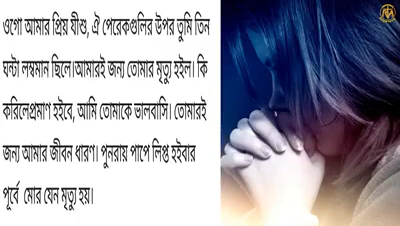 ওগো আমার প্রিয় যীশু, ঐ পেরেকগুলির উপর তুমি তিন
ঘন্টা লম্বমান ছিলে।আমারই জন্য তোমার মৃত্যু হইল। কি
করিলেপ্রমাণ হইবে, আমি তোমাকে ভালবাসি। তোমারই
জন্য আমার জীবন ধারণ। পুনরায় পাপে লিপ্ত হইবার
পূর্বে মোর যেন মৃত্যু হয়।